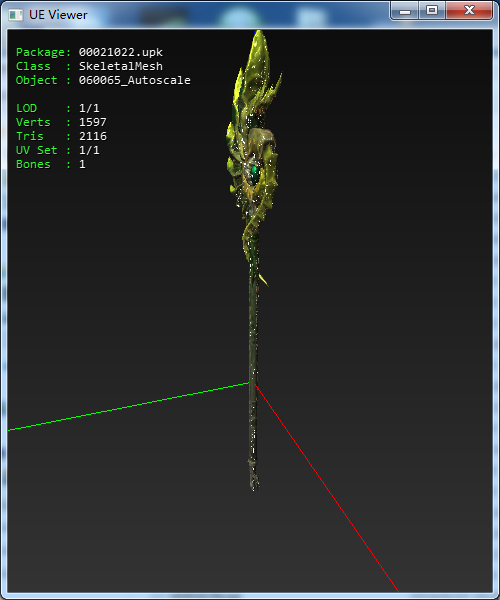 UE Viewer
Package: 00021022.upk
Class  : SkeletalMesh
Object : 060065_Autoscale
LOD    : 1/1
Verts  : 1597
Tris   : 2116
UV Set : 1/1
Bones  : 1